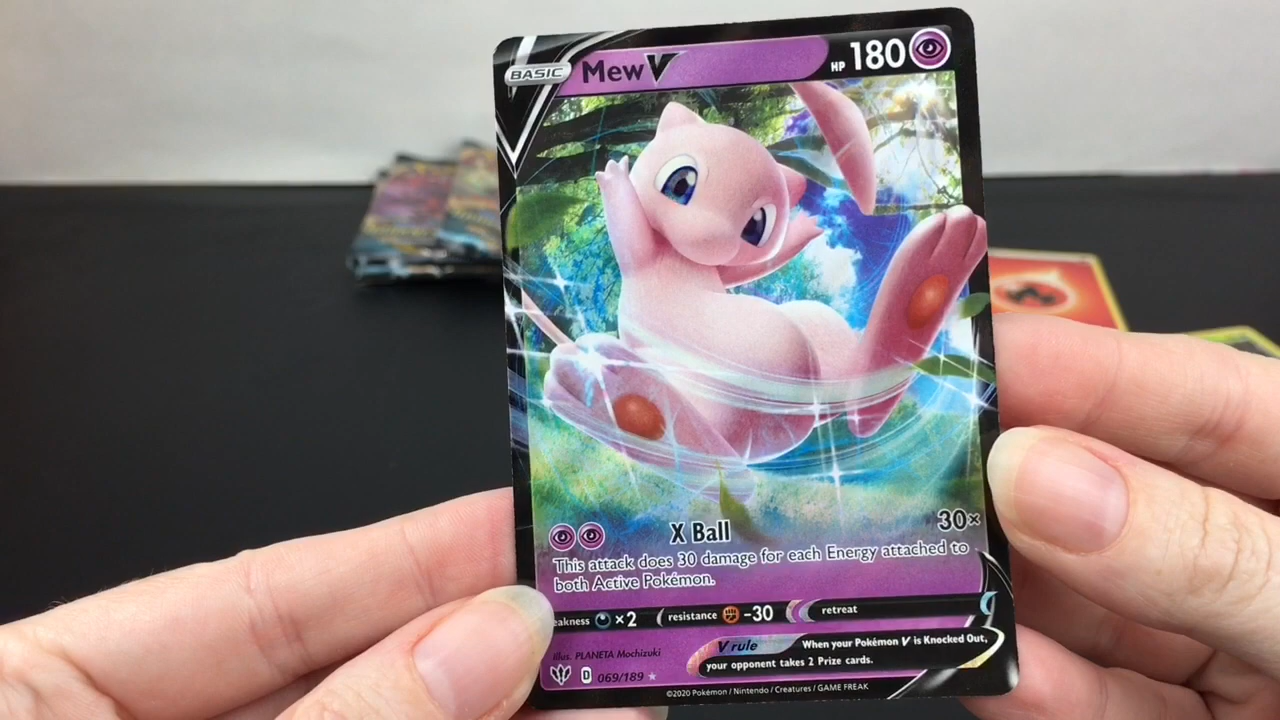 BASIC Mew V HP 180
X Ball 30×
This attack does 30 damage for each Energy attached to
both Active Pokémon.
eakness ×2 resistance -30 retreat
V rule When your Pokémon V is Knocked Out,
your opponent takes 2 Prize cards.
Illus. PLANETA Mochizuki
D 069/189
©2020 Pokémon / Nintendo / Creatures / GAME FREAK